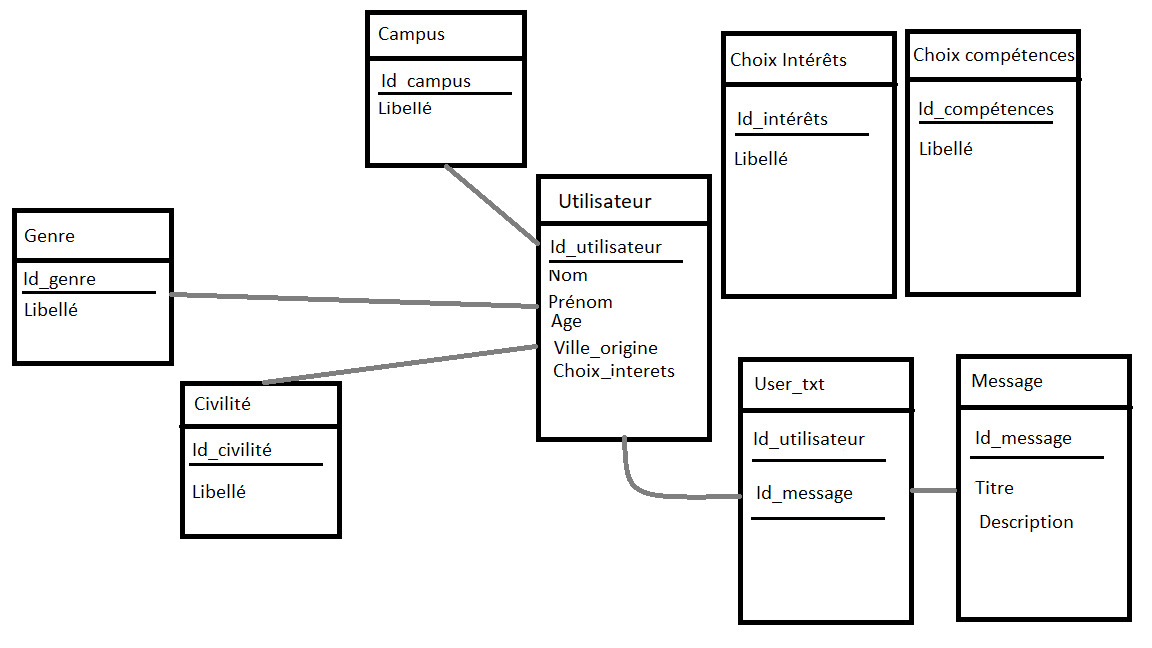 Campus
Id_campus
Libellé
Choix Intérêts
Id_intérêts
Libellé
Choix compétences
Id_compétences
Libellé
Genre
Id_genre
Libellé
Utilisateur
Id_utilisateur
Nom
Prénom
Age
Ville_origine
Choix_interets
Civilité
Id_civilité
Libellé
User_txt
Id_utilisateur
Id_message
Message
Id_message
Titre
Description